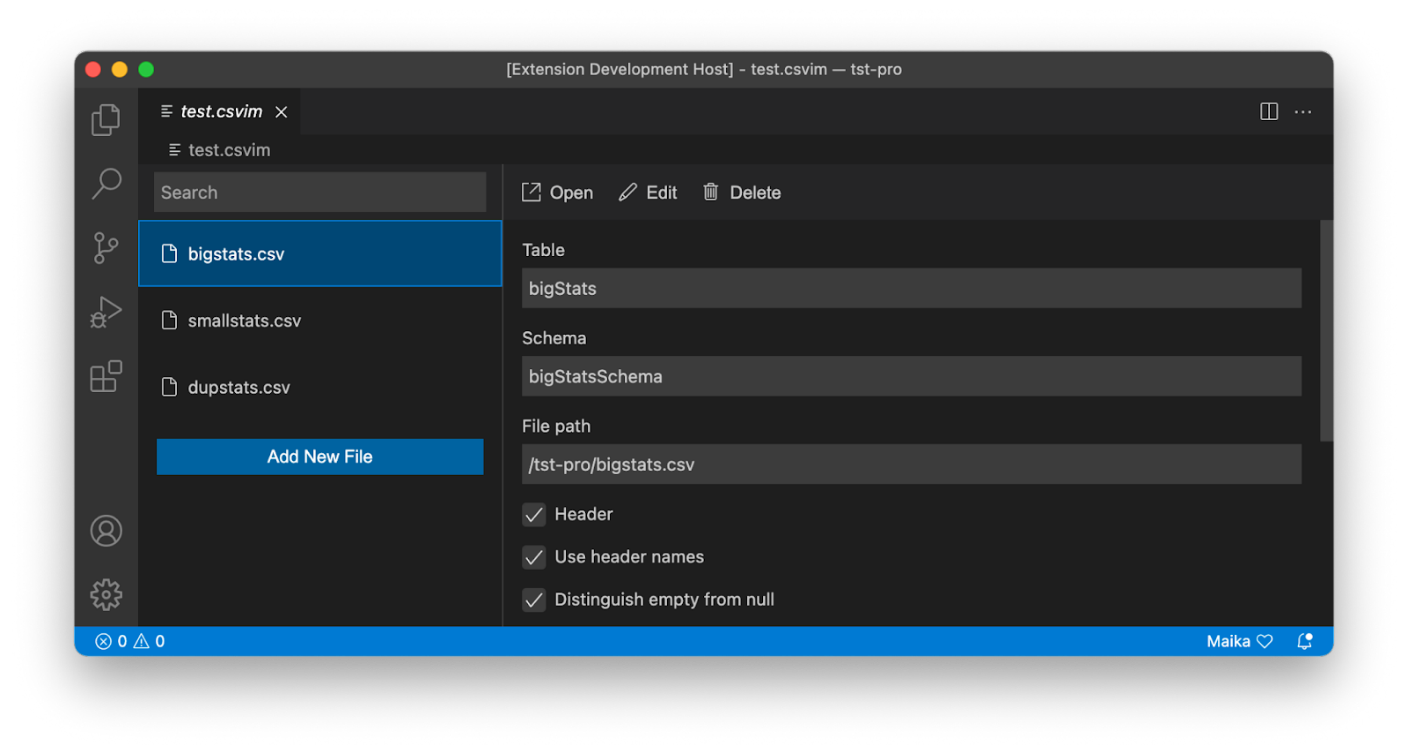 [Extension Development Host] - test.csvim — tst-pro
test.csvim
test.csvim
Search
Open Edit Delete
bigstats.csv
smallstats.csv
dupstats.csv
Add New File
Table
bigStats
Schema
bigStatsSchema
File path
/tst-pro/bigstats.csv
Header
Use header names
Distinguish empty from null
0 0
Maika